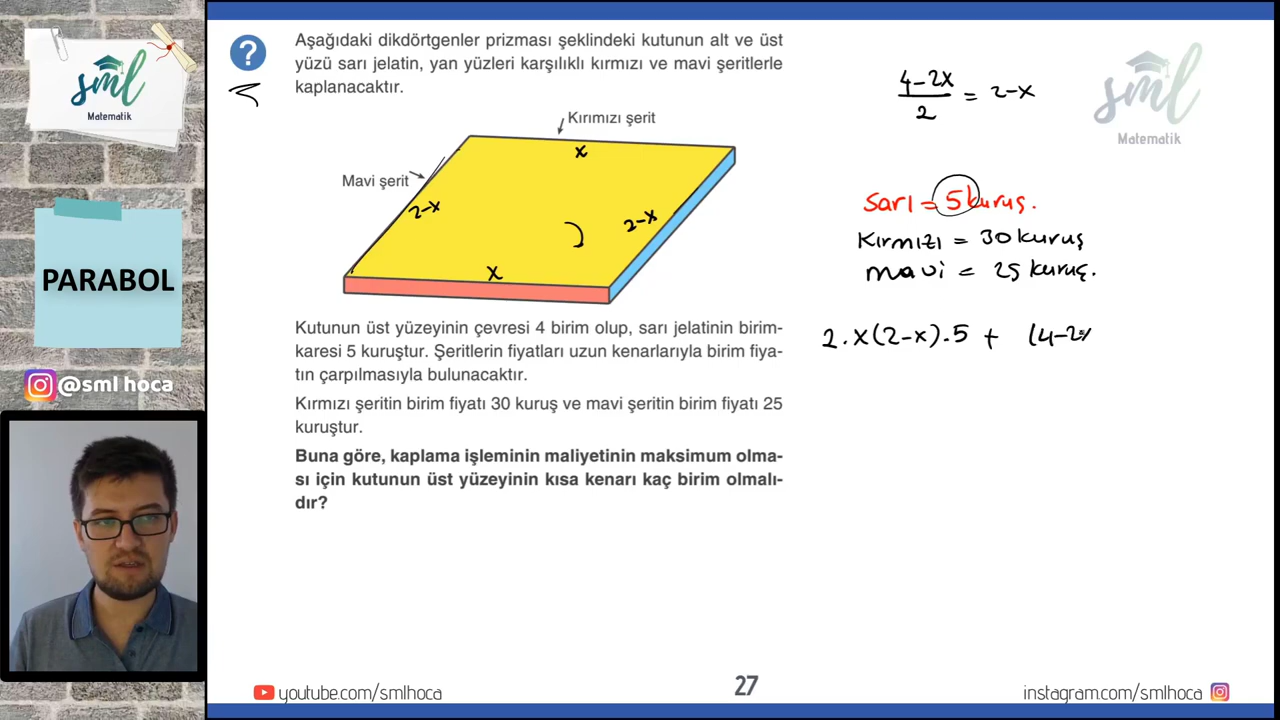 sml
Matematik
PARABOL
@sml hoca
?
Aşağıdaki dikdörtgenler prizması şeklindeki kutunun alt ve üst
yüzü sarı jelatin, yan yüzleri karşılıklı kırmızı ve mavi şeritlerle
kaplanacaktır.
Kırımızı şerit
x
Mavi şerit
2-x
2-x
x
Kutunun üst yüzeyinin çevresi 4 birim olup, sarı jelatinin birim-
karesi 5 kuruştur. Şeritlerin fiyatları uzun kenarlarıyla birim fiya-
tın çarpılmasıyla bulunacaktır.
Kırmızı şeritin birim fiyatı 30 kuruş ve mavi şeritin birim fiyatı 25
kuruştur.
Buna göre, kaplama işleminin maliyetinin maksimum olma-
sı için kutunun üst yüzeyinin kısa kenarı kaç birim olmalı-
dır?
4-2x
2
= 2-x
sml
Matematik
Sarı = 5 kuruş.
Kırmızı = 30 kuruş
mavi = 25 kuruş.
2.x(2-x).5 + (4-2x
youtube.com/smlhoca
27
instagram.com/smlhoca